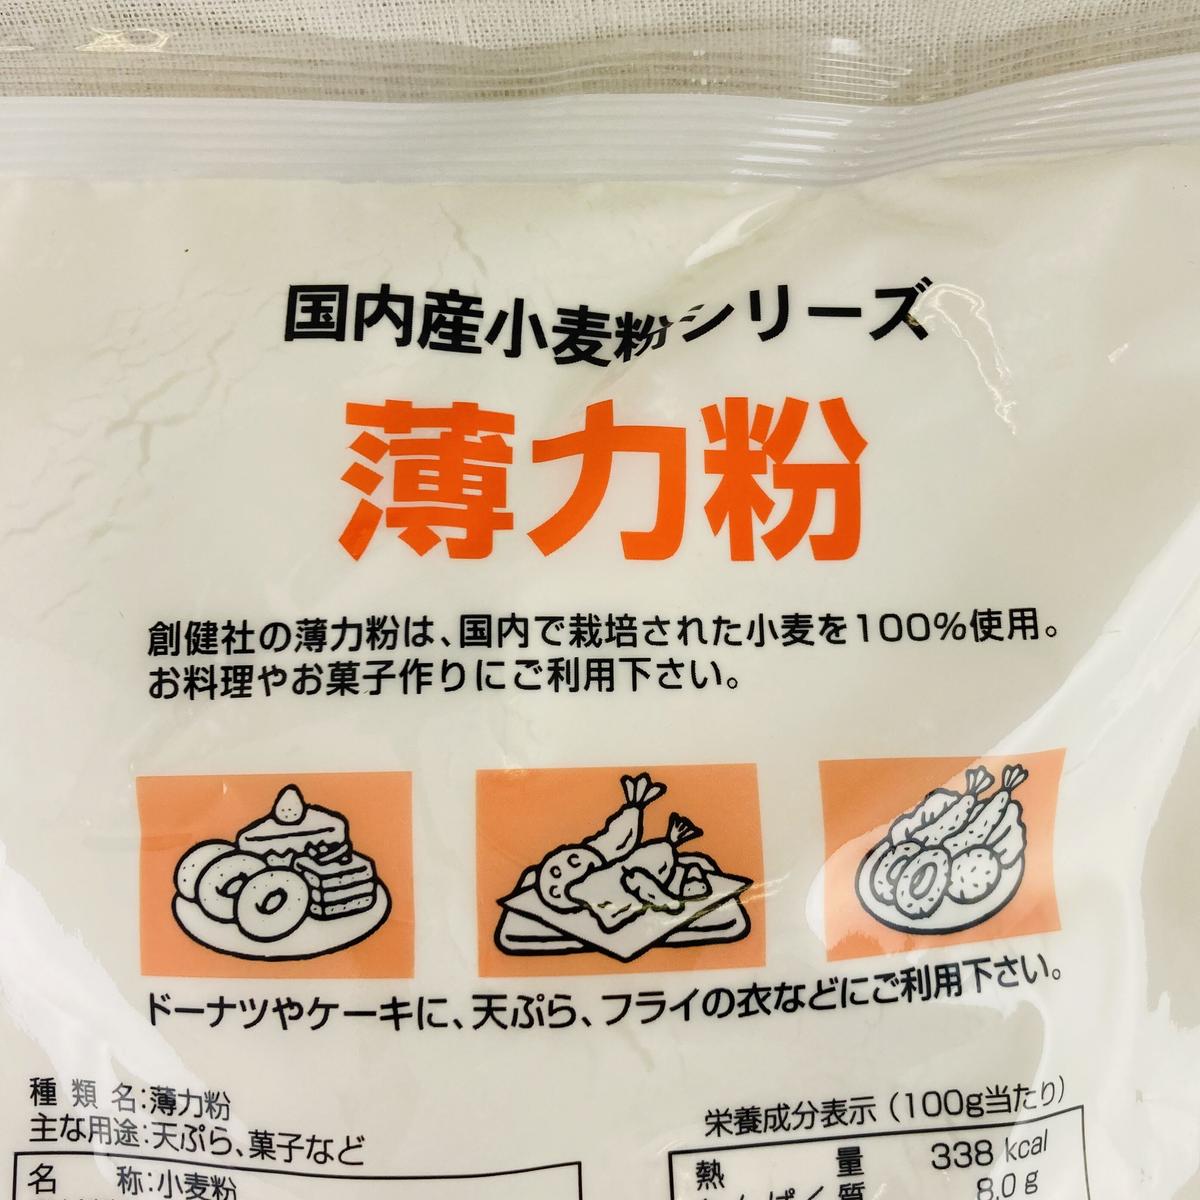 国内産小麦粉シリーズ
薄力粉
創健社の薄力粉は、国内で栽培された小麦を100%使用。
お料理やお菓子作りにご利用下さい。
ドーナツやケーキに、天ぷら、フライの衣などにご利用下さい。
種類名:薄力粉
主な用途:天ぷら、菓子など
名称:小麦粉
栄養成分表示(100g当たり)
熱量 338 kcal
たんぱく質 8.0g